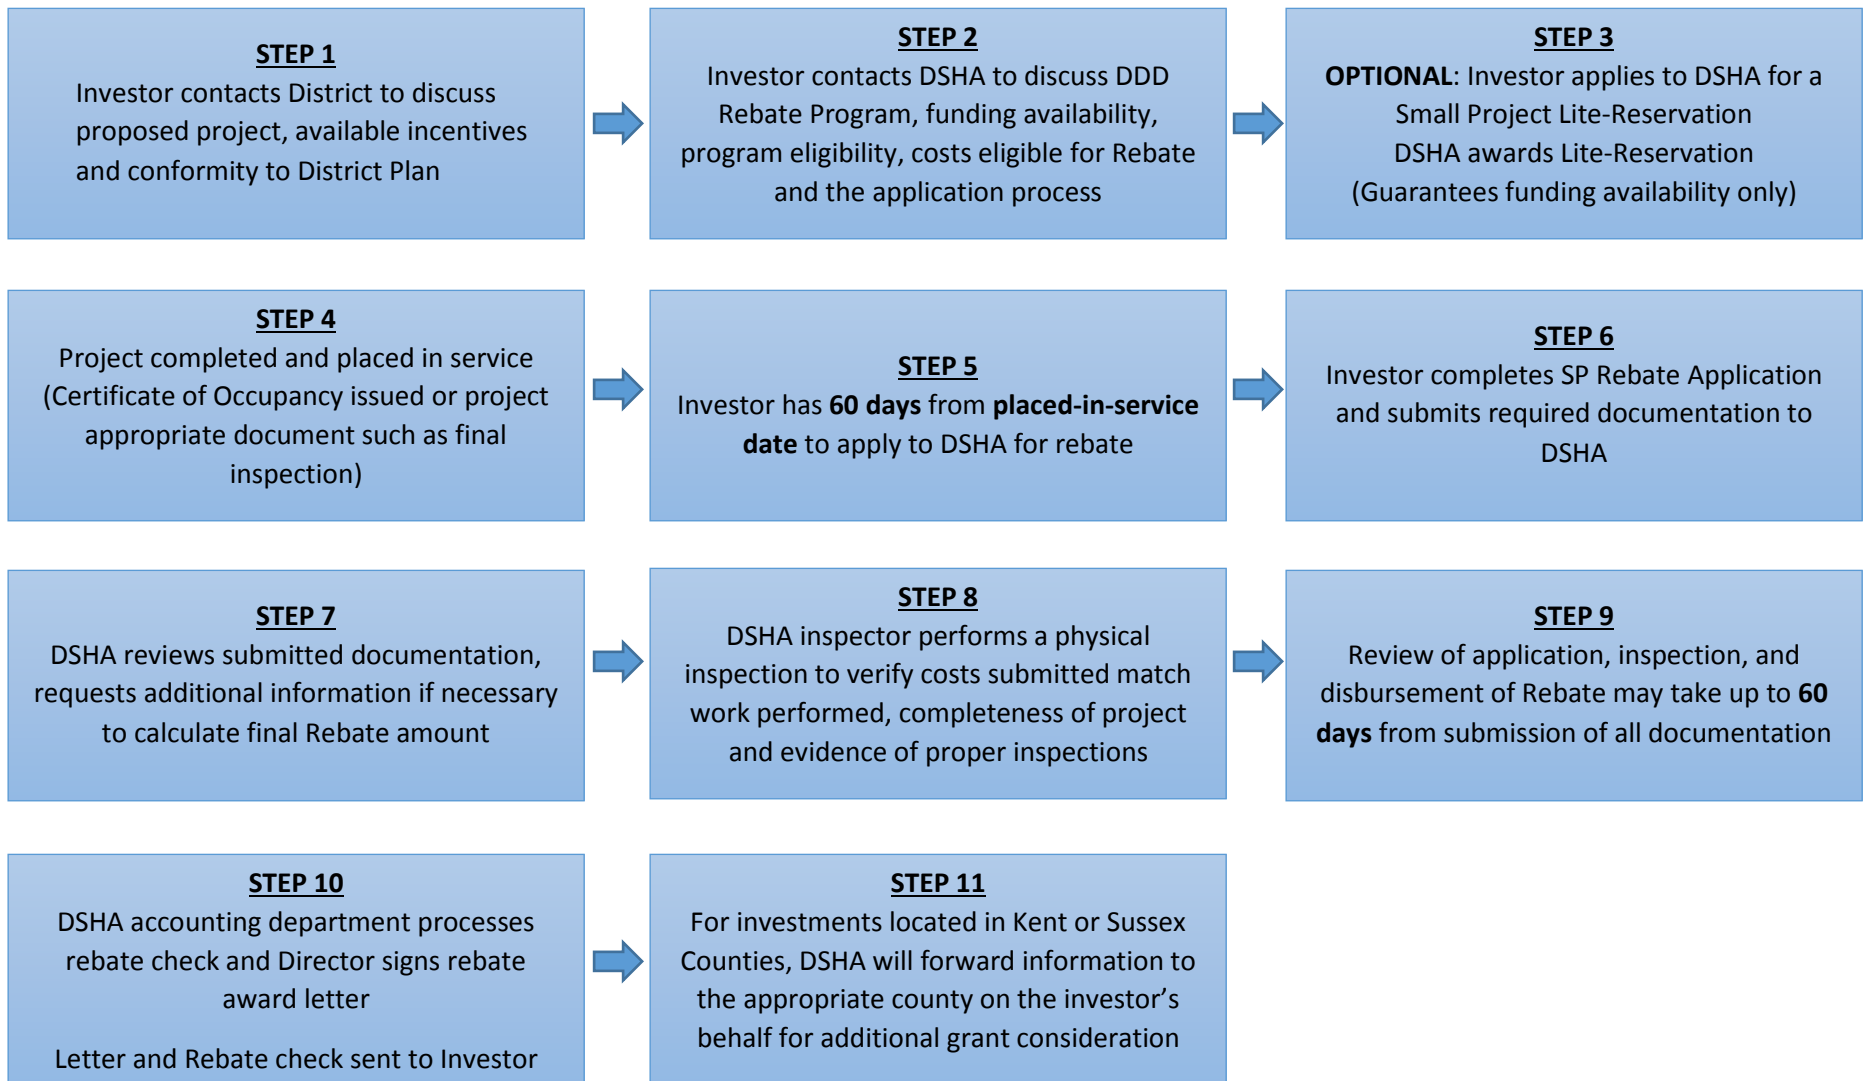 STEP 1
Investor contacts District to discuss
proposed project, available incentives
and conformity to District Plan
STEP 2
Investor contacts DSHA to discuss DDD
Rebate Program, funding availability,
program eligibility, costs eligible for Rebate
and the application process
STEP 3
OPTIONAL: Investor applies to DSHA for a
Small Project Lite-Reservation
DSHA awards Lite-Reservation
(Guarantees funding availability only)
STEP 4
Project completed and placed in service
(Certificate of Occupancy issued or project
appropriate document such as final
inspection)
STEP 5
Investor has 60 days from placed-in-service
date to apply to DSHA for rebate
STEP 6
Investor completes SP Rebate Application
and submits required documentation to
DSHA
STEP 7
DSHA reviews submitted documentation,
requests additional information if necessary
to calculate final Rebate amount
STEP 8
DSHA inspector performs a physical
inspection to verify costs submitted match
work performed, completeness of project
and evidence of proper inspections
STEP 9
Review of application, inspection, and
disbursement of Rebate may take up to 60
days from submission of all documentation
STEP 10
DSHA accounting department processes
rebate check and Director signs rebate
award letter
Letter and Rebate check sent to Investor
STEP 11
For investments located in Kent or Sussex
Counties, DSHA will forward information to
the appropriate county on the investor’s
behalf for additional grant consideration